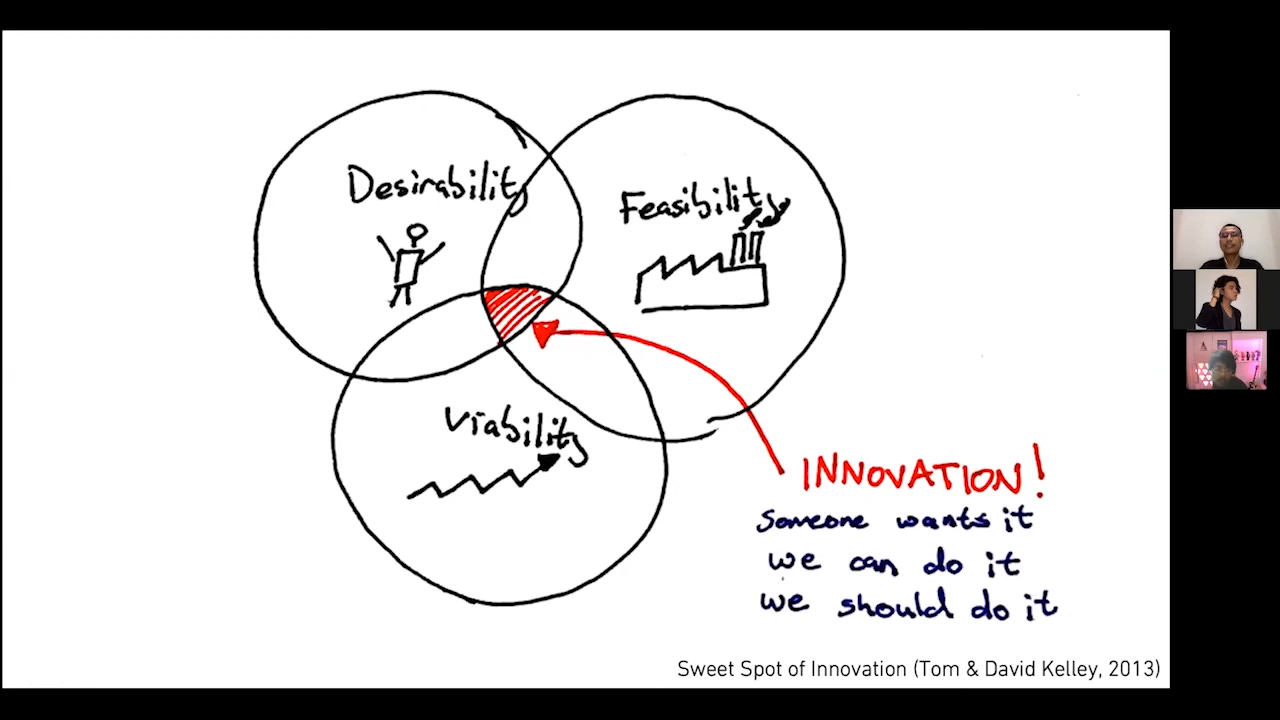 Desirability
Feasibility
Viability
INNOVATION!
someone wants it
we can do it
we should do it
Sweet Spot of Innovation (Tom & David Kelley, 2013)